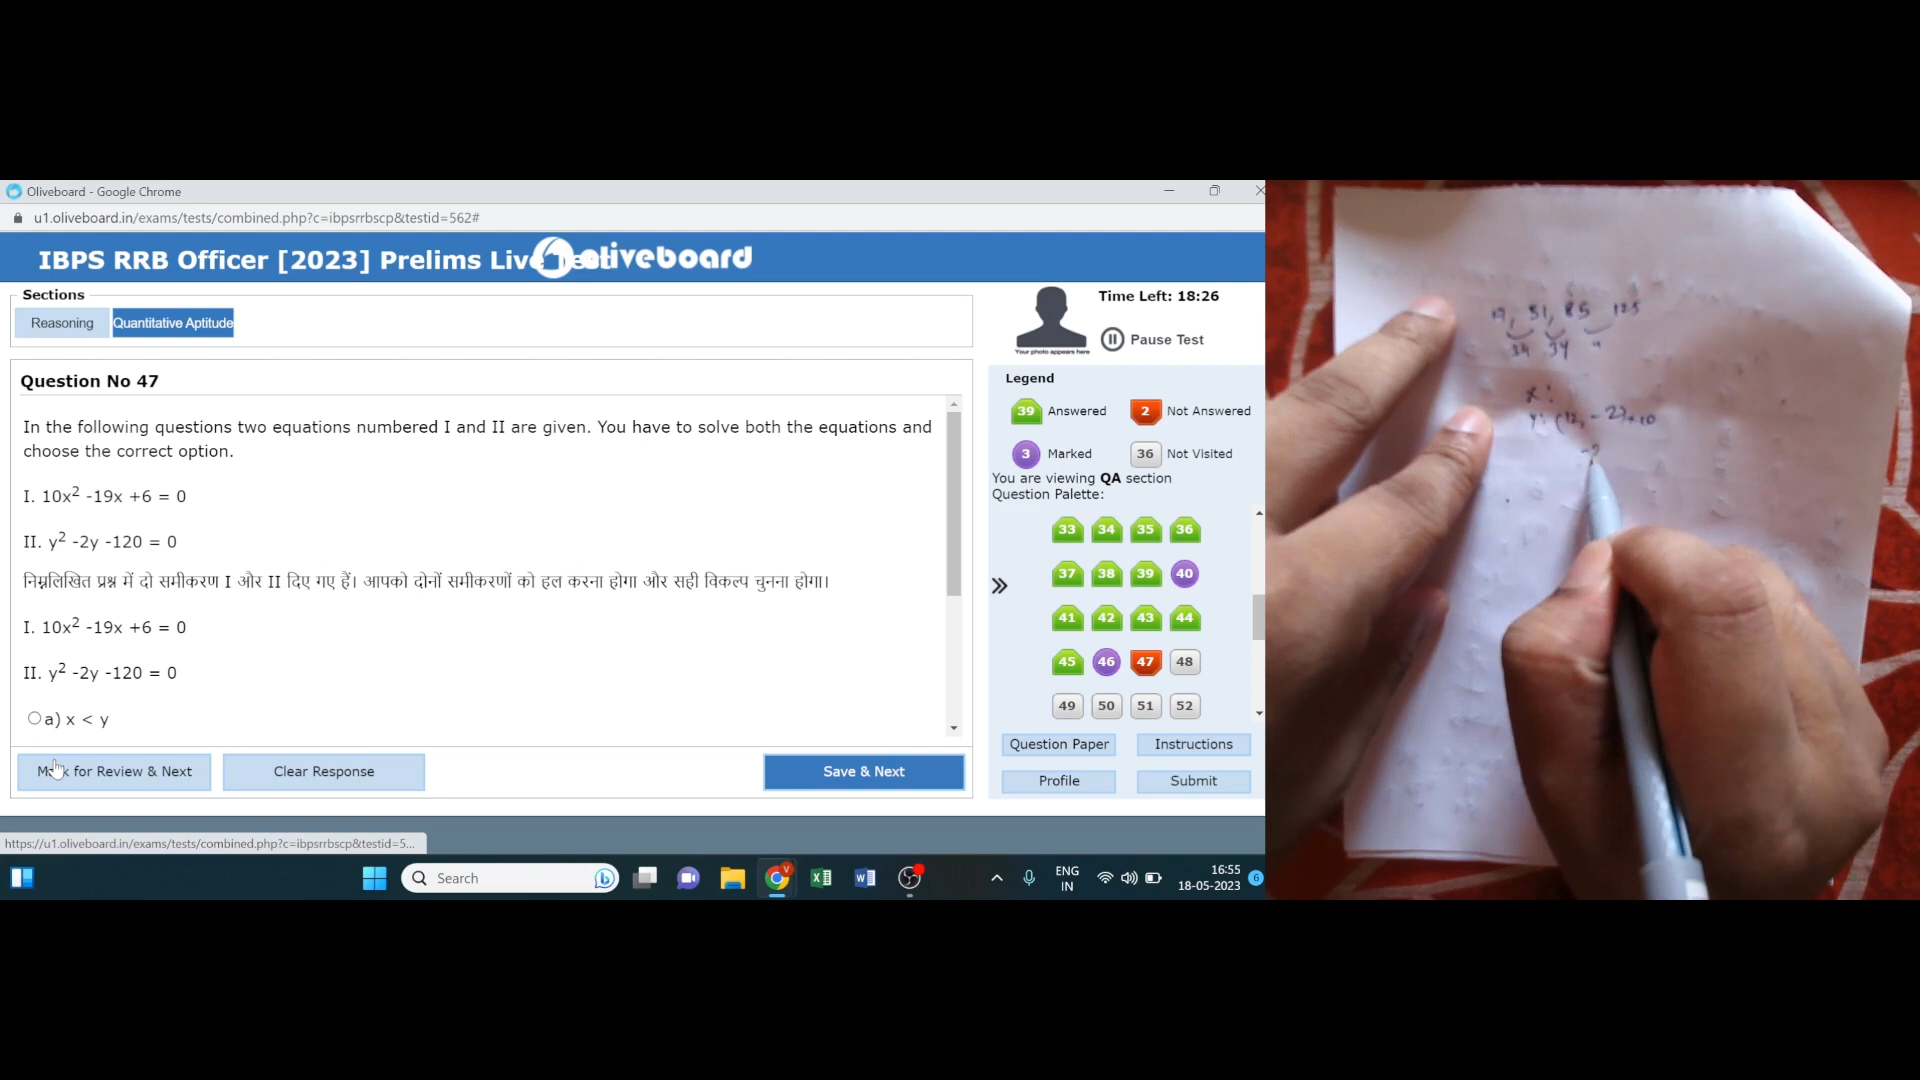 Oliveboard - Google Chrome
u1.oliveboard.in/exams/tests/combined.php?c=ibpsrrbscp&testid=562#
IBPS RRB Officer [2023] Prelims Live
oliveboard
Sections
Reasoning
Quantitative Aptitude
Your photo appears here
Time Left: 18:26
Pause Test
Question No 47
In the following questions two equations numbered I and II are given. You have to solve both the equations and
choose the correct option.
I. 10x² -19x +6 = 0
II. y² -2y -120 = 0
निम्नलिखित प्रश्न में दो समीकरण I और II दिए गए हैं। आपको दोनों समीकरणों को हल करना होगा और सही विकल्प चुनना होगा।
I. 10x² -19x +6 = 0
II. y² -2y -120 = 0
a) x < y
Mark for Review & Next
Clear Response
Save & Next
Legend
39 Answered
2 Not Answered
3 Marked
36 Not Visited
You are viewing QA section
Question Palette:
33 34 35 36
37 38 39 40
41 42 43 44
45 46 47 48
49 50 51 52
Question Paper
Instructions
Profile
Submit
https://u1.oliveboard.in/exams/tests/combined.php?c=ibpsrrbscp&testid=5...
Search
ENG
IN
16:55
18-05-2023
6
51, 85
34 34
x:
y: (12, -